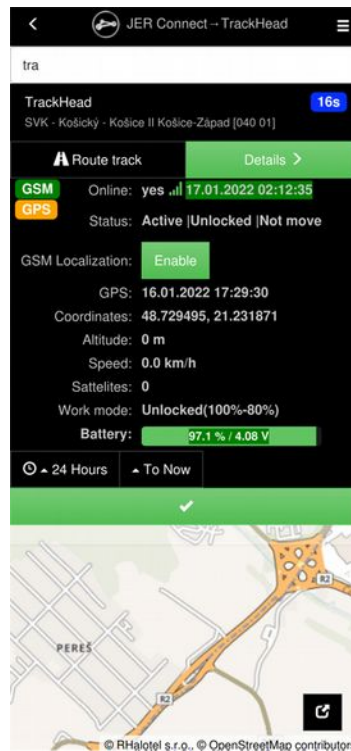 JER Connect→TrackHead
tra
TrackHead
16s
SVK - Košický - Košice II Košice-Západ [040 01]
Route track
Details >
GSM
Online: yes 17.01.2022 02:12:35
GPS
Status: Active |Unlocked |Not move
GSM Localization: Enable
GPS: 16.01.2022 17:29:30
Coordinates: 48.729495, 21.231871
Altitude: 0 m
Speed: 0.0 km/h
Sattelites: 0
Work mode: Unlocked(100%-80%)
Battery: 97.1 % / 4.08 V
24 Hours
To Now
R2
PEREŠ
R2
© RHalotel s.r.o., © OpenStreetMap contributor